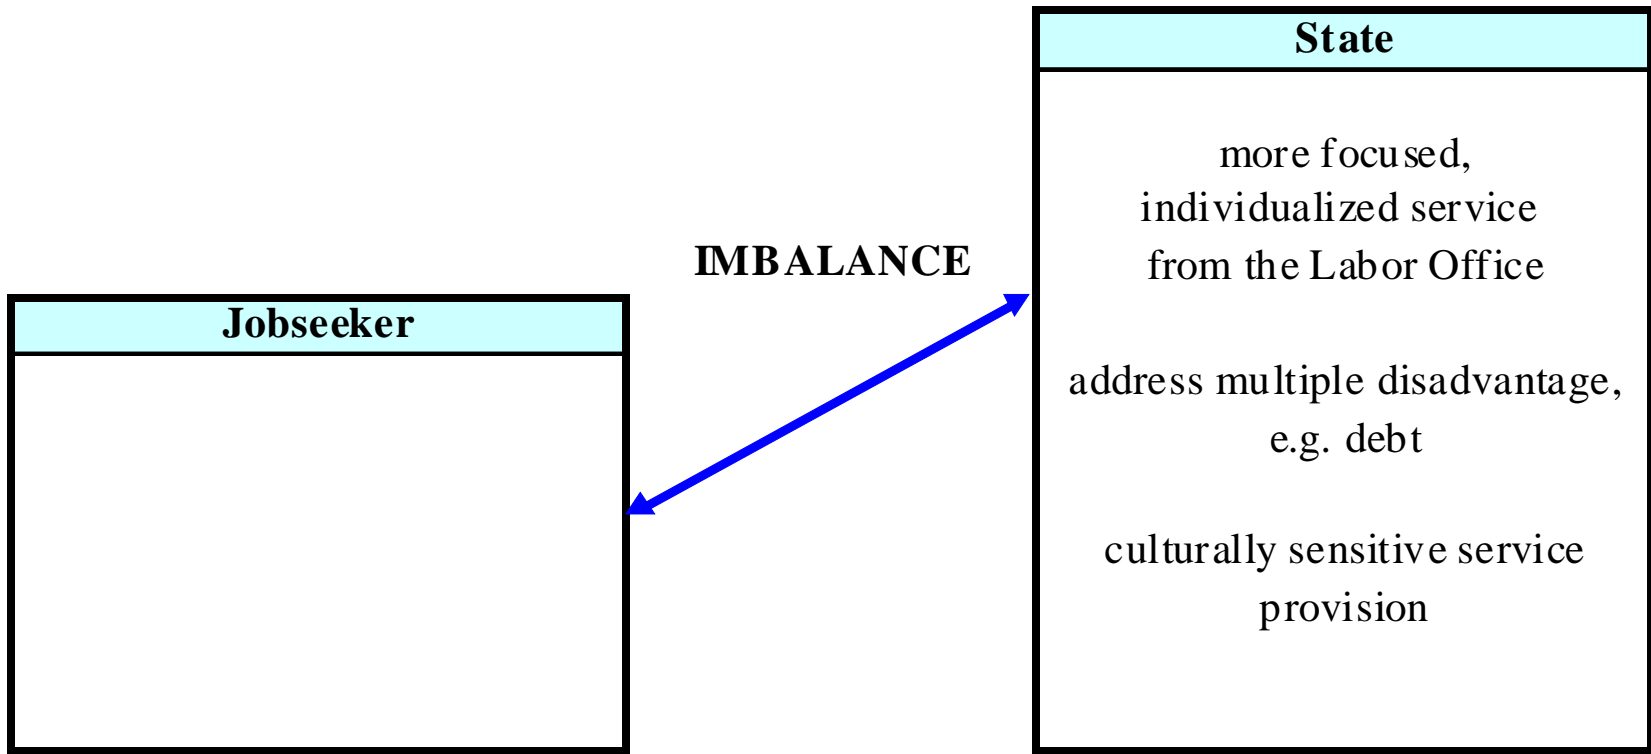 State
more focused,
individualized service
from the Labor Office
address multiple disadvantage,
e.g. debt
culturally sensitive service
provision
IMBALANCE
Jobseeker